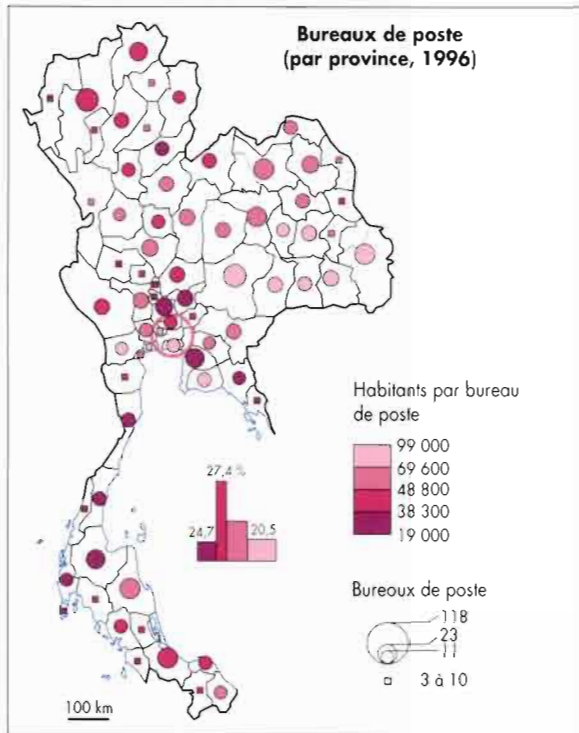 Bureaux de poste
(par province, 1996)
Habitants par bureau
de poste
99 000
69 600
48 800
38 300
19 000
27,4 %
24,7
20,5
Bureoux de poste
118
23
11
3 à 10
100 km